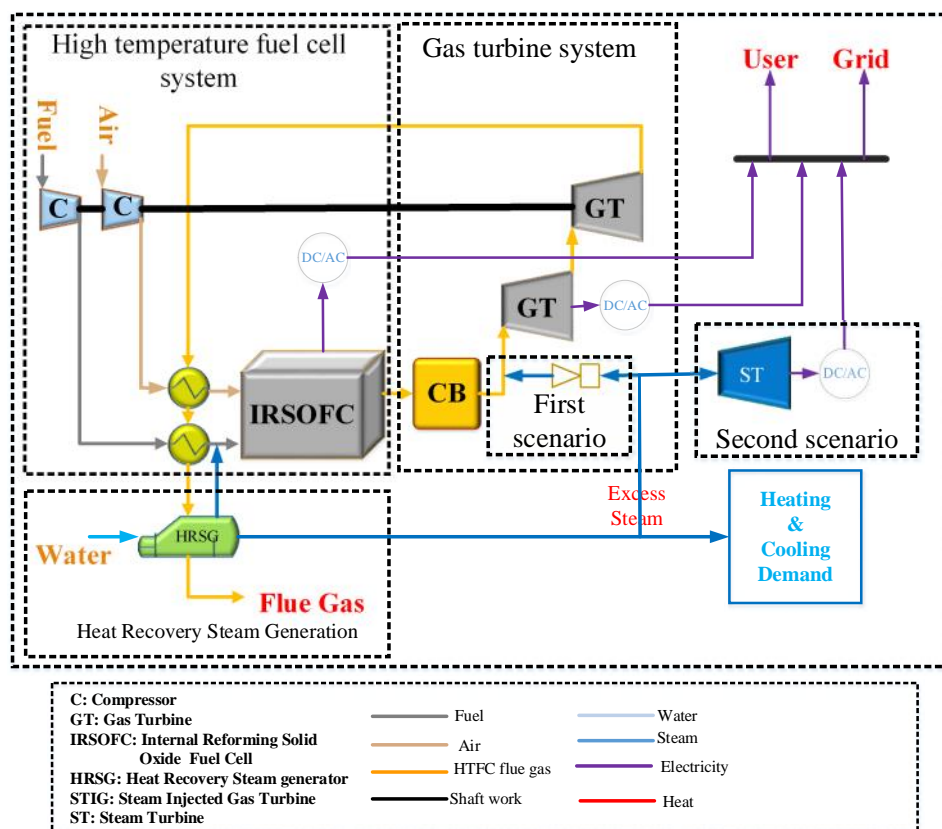 High temperature fuel cell
system
Gas turbine system
User
Grid
Fuel
Air
C
C
GT
DC/AC
GT
DC/AC
IRSOFC
CB
First
scenario
ST
DC/AC
Second scenario
Excess
Steam
Heating
&
Cooling
Demand
HRSG
Water
Flue Gas
Heat Recovery Steam Generation
C: Compressor
GT: Gas Turbine
IRSOFC: Internal Reforming Solid
Oxide Fuel Cell
HRSG: Heat Recovery Steam generator
STIG: Steam Injected Gas Turbine
ST: Steam Turbine
Fuel
Air
HTFC flue gas
Shaft work
Water
Steam
Electricity
Heat